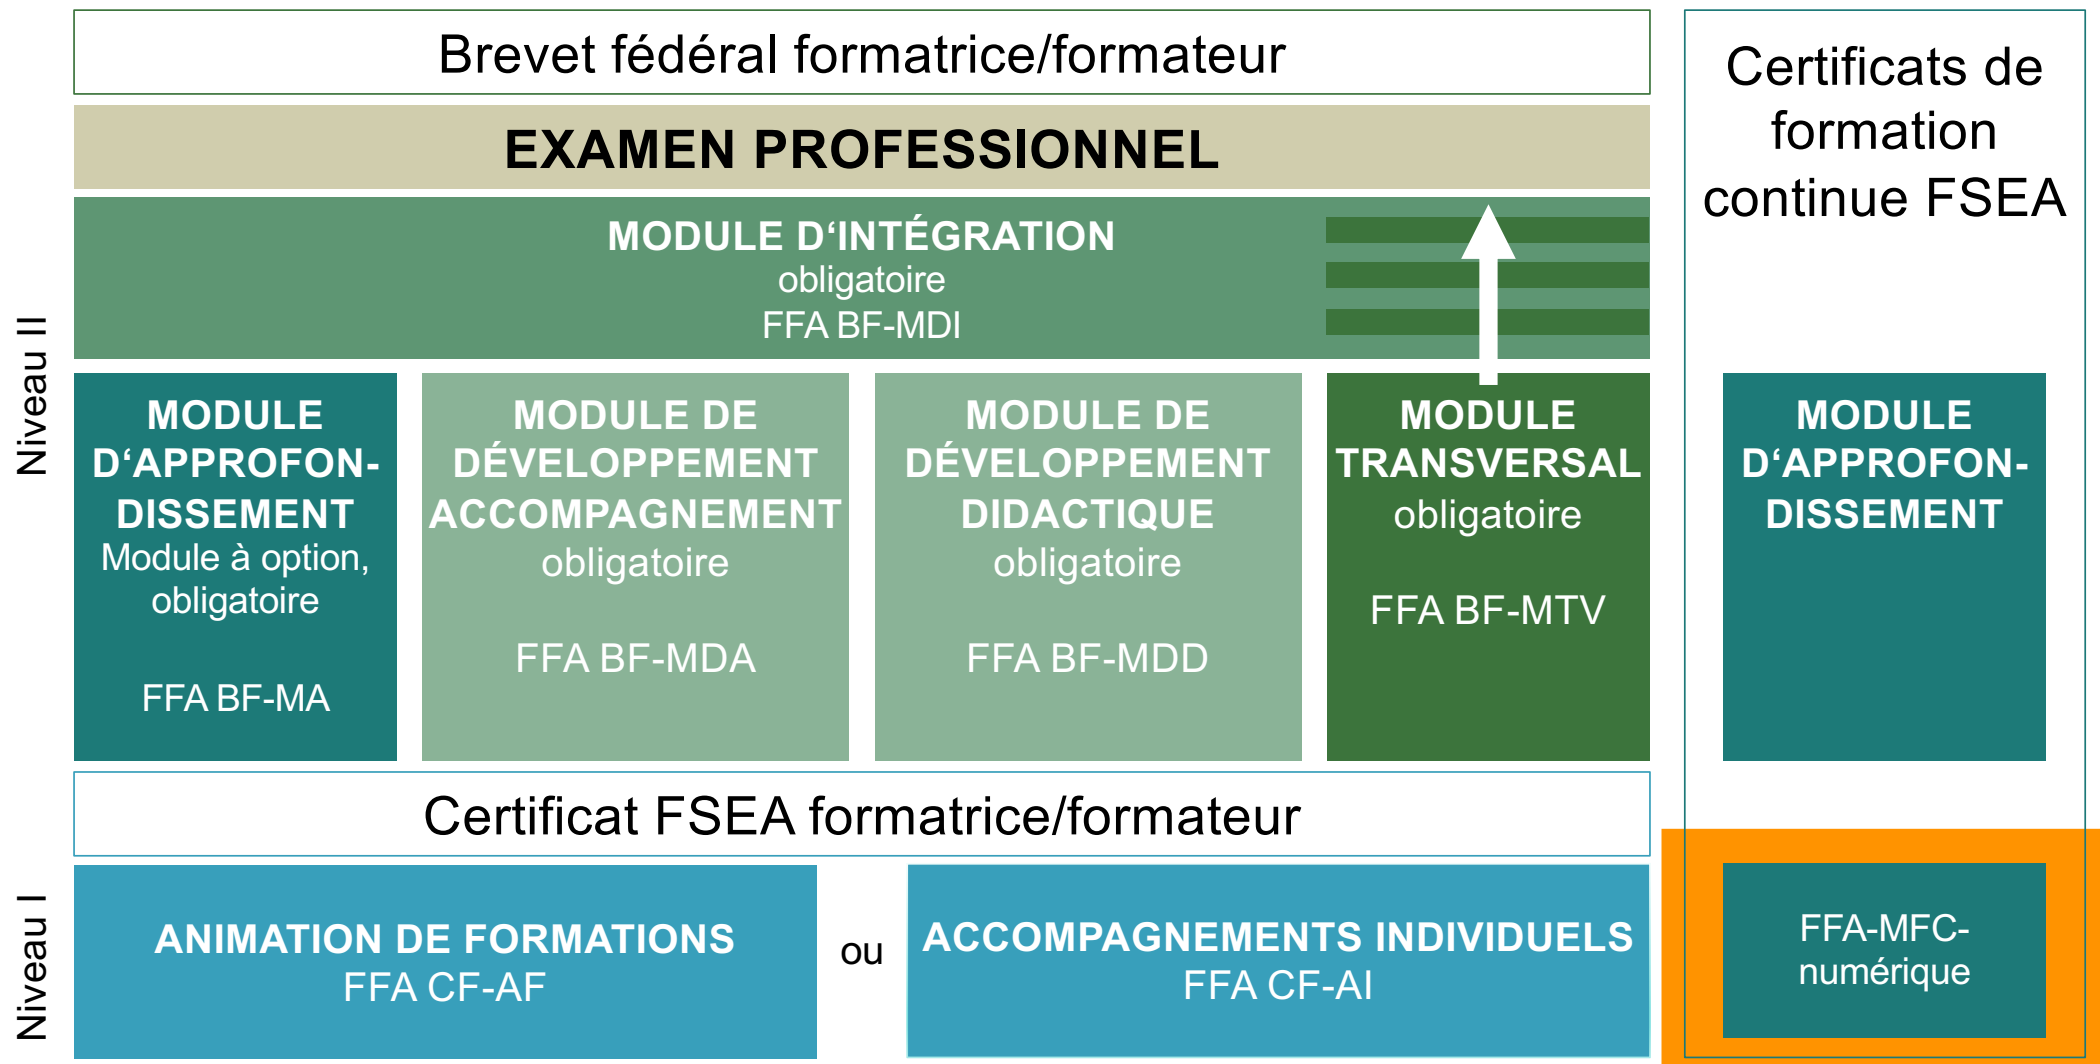 Brevet fédéral formatrice/formateur
EXAMEN PROFESSIONNEL
Niveau II
MODULE D‘INTÉGRATION
obligatoire
FFA BF-MDI
MODULE
D‘APPROFON-
DISSEMENT
Module à option,
obligatoire
FFA BF-MA
MODULE DE
DÉVELOPPEMENT
ACCOMPAGNEMENT
obligatoire
FFA BF-MDA
MODULE DE
DÉVELOPPEMENT
DIDACTIQUE
obligatoire
FFA BF-MDD
MODULE
TRANSVERSAL
obligatoire
FFA BF-MTV
Certificat FSEA formatrice/formateur
Niveau I
ANIMATION DE FORMATIONS
FFA CF-AF
ou
ACCOMPAGNEMENTS INDIVIDUELS
FFA CF-AI
Certificats de
formation
continue FSEA
MODULE
D‘APPROFON-
DISSEMENT
FFA-MFC-
numérique